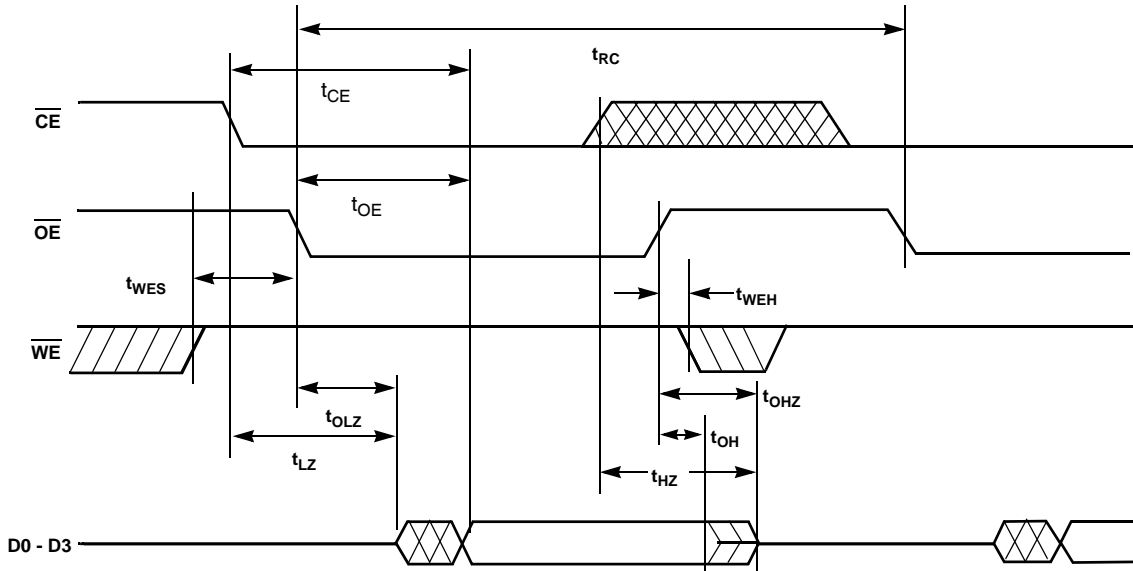 tRC
tCE
CE
tOE
OE
tWES
tWEH
WE
tOLZ
tOHZ
tOH
tLZ
tHZ
D0 - D3